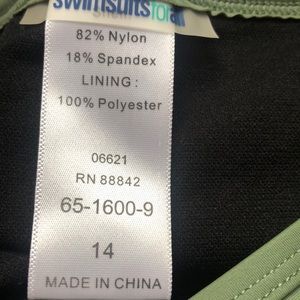 swimsuitsforall
82% Nylon
18% Spandex
LINING :
100% Polyester
06621
RN 88842
65-1600-9
14
MADE IN CHINA